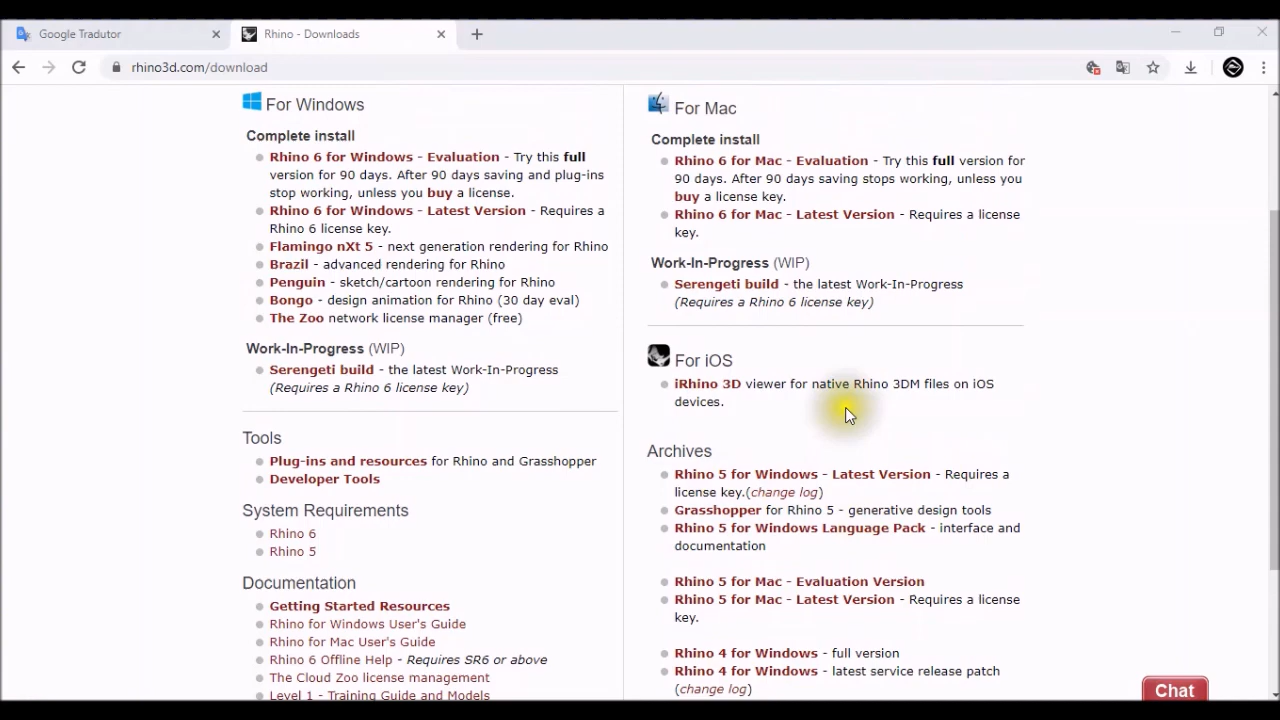 Google Tradutor
Rhino - Downloads
rhino3d.com/download
For Windows
Complete install
Rhino 6 for Windows - Evaluation - Try this full
version for 90 days. After 90 days saving and plug-ins
stop working, unless you buy a license.
Rhino 6 for Windows - Latest Version - Requires a
Rhino 6 license key.
Flamingo nXt 5 - next generation rendering for Rhino
Brazil - advanced rendering for Rhino
Penguin - sketch/cartoon rendering for Rhino
Bongo - design animation for Rhino (30 day eval)
The Zoo network license manager (free)
Work-In-Progress (WIP)
Serengeti build - the latest Work-In-Progress
(Requires a Rhino 6 license key)
Tools
Plug-ins and resources for Rhino and Grasshopper
Developer Tools
System Requirements
Rhino 6
Rhino 5
Documentation
Getting Started Resources
Rhino for Windows User's Guide
Rhino for Mac User's Guide
Rhino 6 Offline Help - Requires SR6 or above
The Cloud Zoo license management
Level 1 - Training Guide and Models
For Mac
Complete install
Rhino 6 for Mac - Evaluation - Try this full version for
90 days. After 90 days saving stops working, unless you
buy a license key.
Rhino 6 for Mac - Latest Version - Requires a license
key.
Work-In-Progress (WIP)
Serengeti build - the latest Work-In-Progress
(Requires a Rhino 6 license key)
For iOS
iRhino 3D viewer for native Rhino 3DM files on iOS
devices.
Archives
Rhino 5 for Windows - Latest Version - Requires a
license key.(change log)
Grasshopper for Rhino 5 - generative design tools
Rhino 5 for Windows Language Pack - interface and
documentation
Rhino 5 for Mac - Evaluation Version
Rhino 5 for Mac - Latest Version - Requires a license
key.
Rhino 4 for Windows - full version
Rhino 4 for Windows - latest service release patch
(change log)
Chat